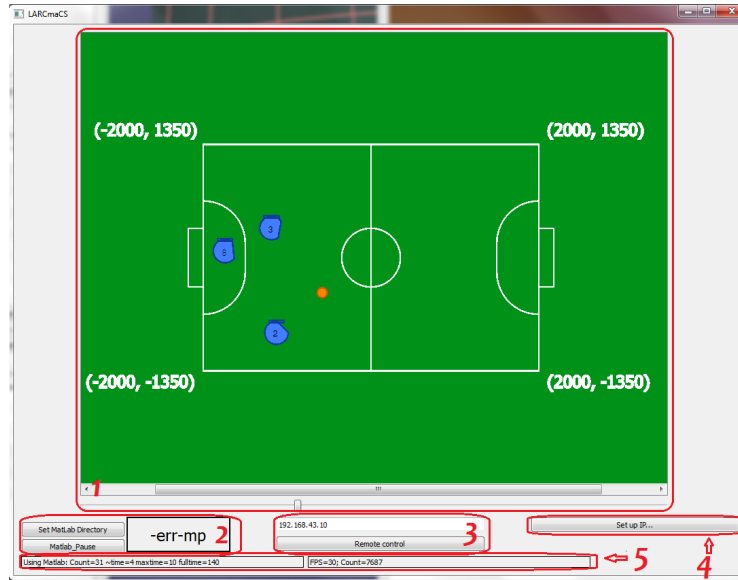 LARCmaCS
(-2000, 1350)
(2000, 1350)
3
8
2
(-2000, -1350)
(2000, -1350)
1
Set MatLab Directory
Matlab_Pause
-err-mp
2
192.168.43.10
Remote control
3
Set up IP...
4
Using Matlab: Count=31 ~time=4 maxtime=10 fulltime=140
FPS=30; Count=7687
5